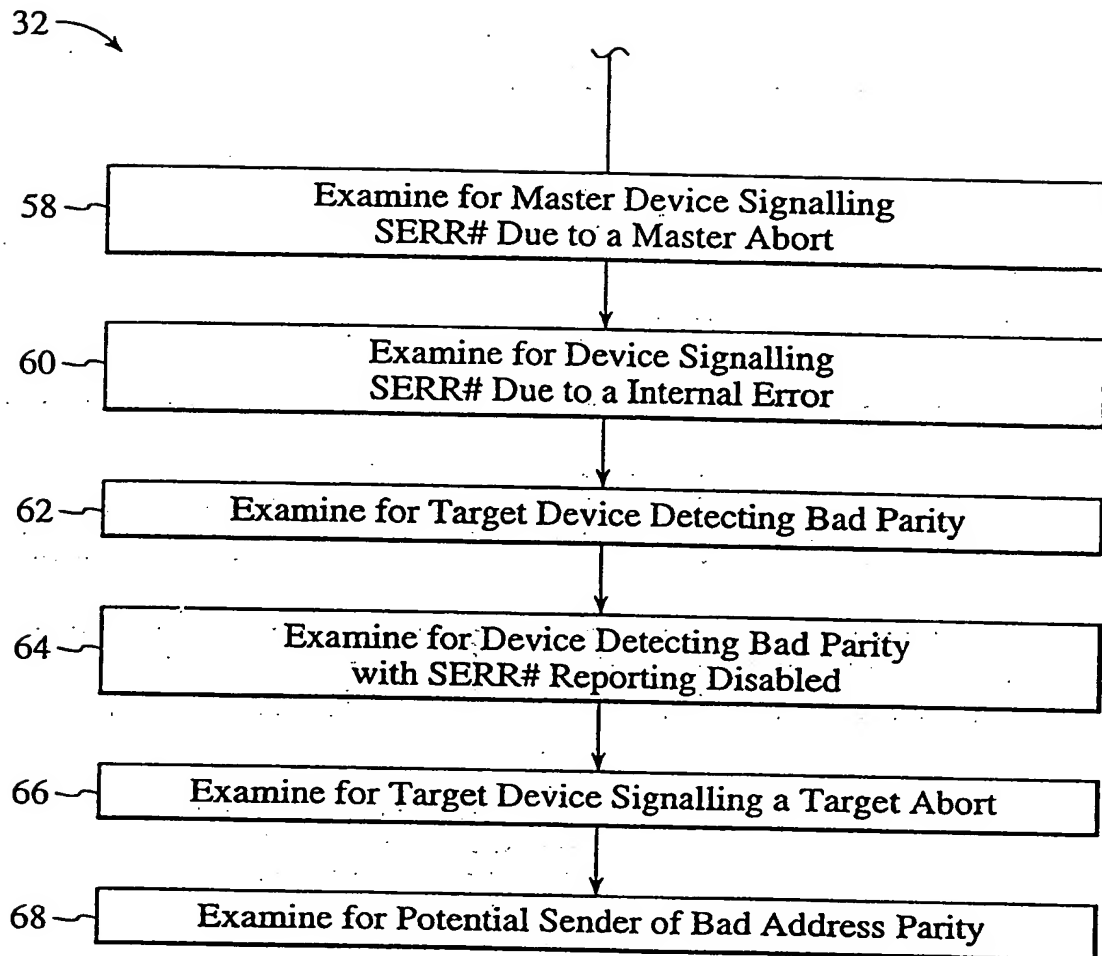 32
58
Examine for Master Device Signalling
SERR# Due to a Master Abort
60
Examine for Device Signalling
SERR# Due to a Internal Error
62
Examine for Target Device Detecting Bad Parity
64
Examine for Device Detecting Bad Parity
with SERR# Reporting Disabled
66
Examine for Target Device Signalling a Target Abort
68
Examine for Potential Sender of Bad Address Parity